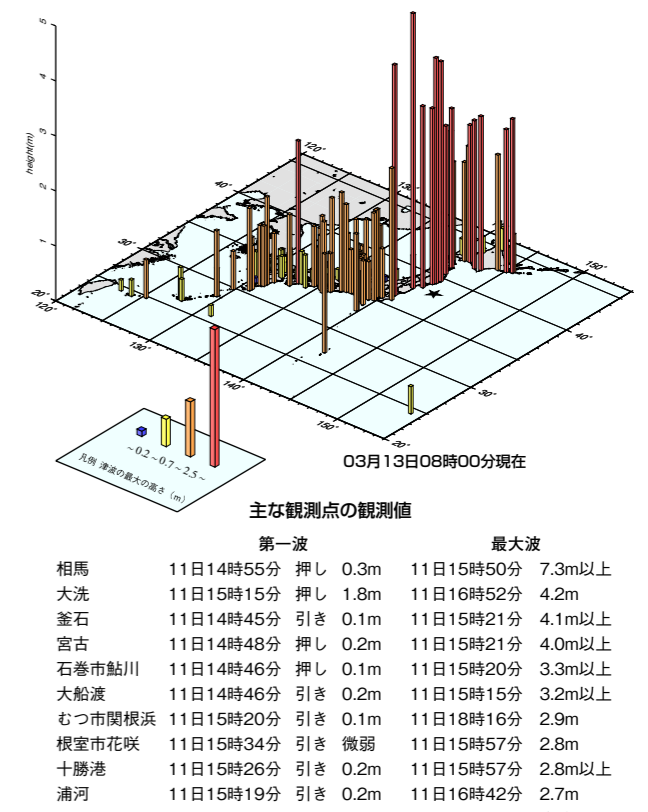 5
4
3
2
1
height(m)
120°
130°
40°
30°
20°
120°
130°
140°
150°
20°
30°
40°
150°
~0.2~0.7~2.5~
凡例 津波の最大の高さ (m)
03月13日08時00分現在
主な観測点の観測値
第一波 最大波
相馬 11日14時55分 押し 0.3m 11日15時50分 7.3m以上
大洗 11日15時15分 押し 1.8m 11日16時52分 4.2m
釜石 11日14時45分 引き 0.1m 11日15時21分 4.1m以上
宮古 11日14時48分 押し 0.2m 11日15時21分 4.0m以上
石巻市鮎川 11日14時46分 押し 0.1m 11日15時20分 3.3m以上
大船渡 11日14時46分 引き 0.2m 11日15時15分 3.2m以上
むつ市関根浜 11日15時20分 引き 0.1m 11日18時16分 2.9m
根室市花咲 11日15時34分 引き 微弱 11日15時57分 2.8m
十勝港 11日15時26分 引き 0.2m 11日15時57分 2.8m以上
浦河 11日15時19分 引き 0.2m 11日16時42分 2.7m